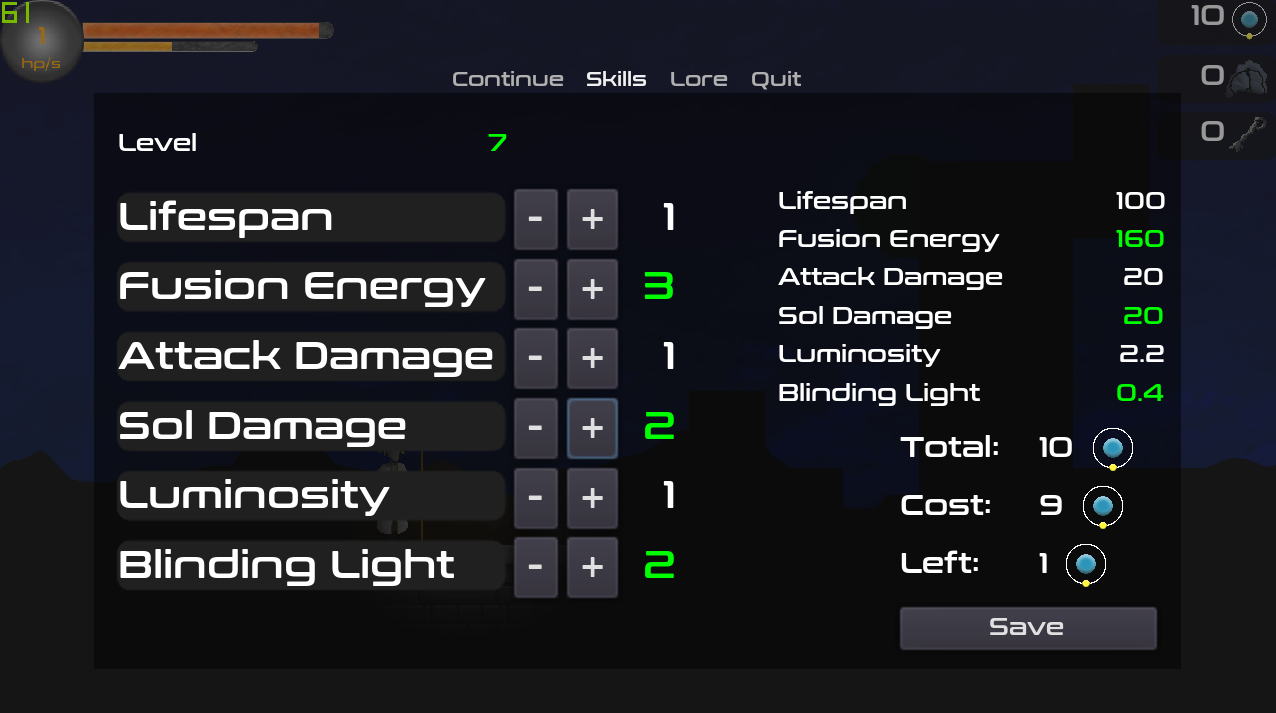 61
1
hp/s
10
0
0
Continue Skills Lore Quit
Level 7
Lifespan - + 1
Fusion Energy - + 3
Attack Damage - + 1
Sol Damage - + 2
Luminosity - + 1
Blinding Light - + 2
Lifespan 100
Fusion Energy 160
Attack Damage 20
Sol Damage 20
Luminosity 2.2
Blinding Light 0.4
Total: 10
Cost: 9
Left: 1
Save